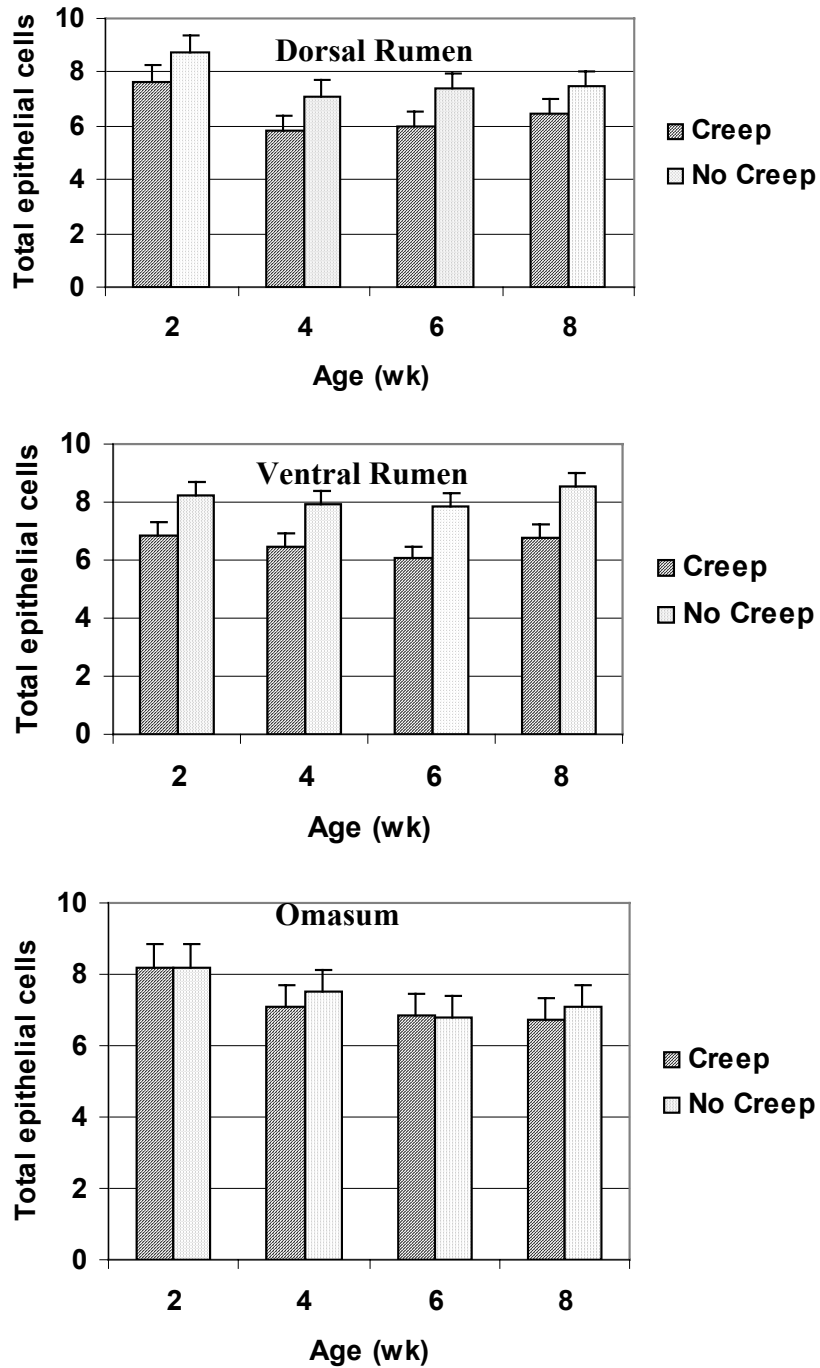 Dorsal Rumen
Total epithelial cells
10
8
6
4
2
0
2 4 6 8
Age (wk)
Creep
No Creep
Ventral Rumen
Total epithelial cells
10
8
6
4
2
0
2 4 6 8
Age (wk)
Creep
No Creep
Omasum
Total epithelial cells
10
8
6
4
2
0
2 4 6 8
Age (wk)
Creep
No Creep